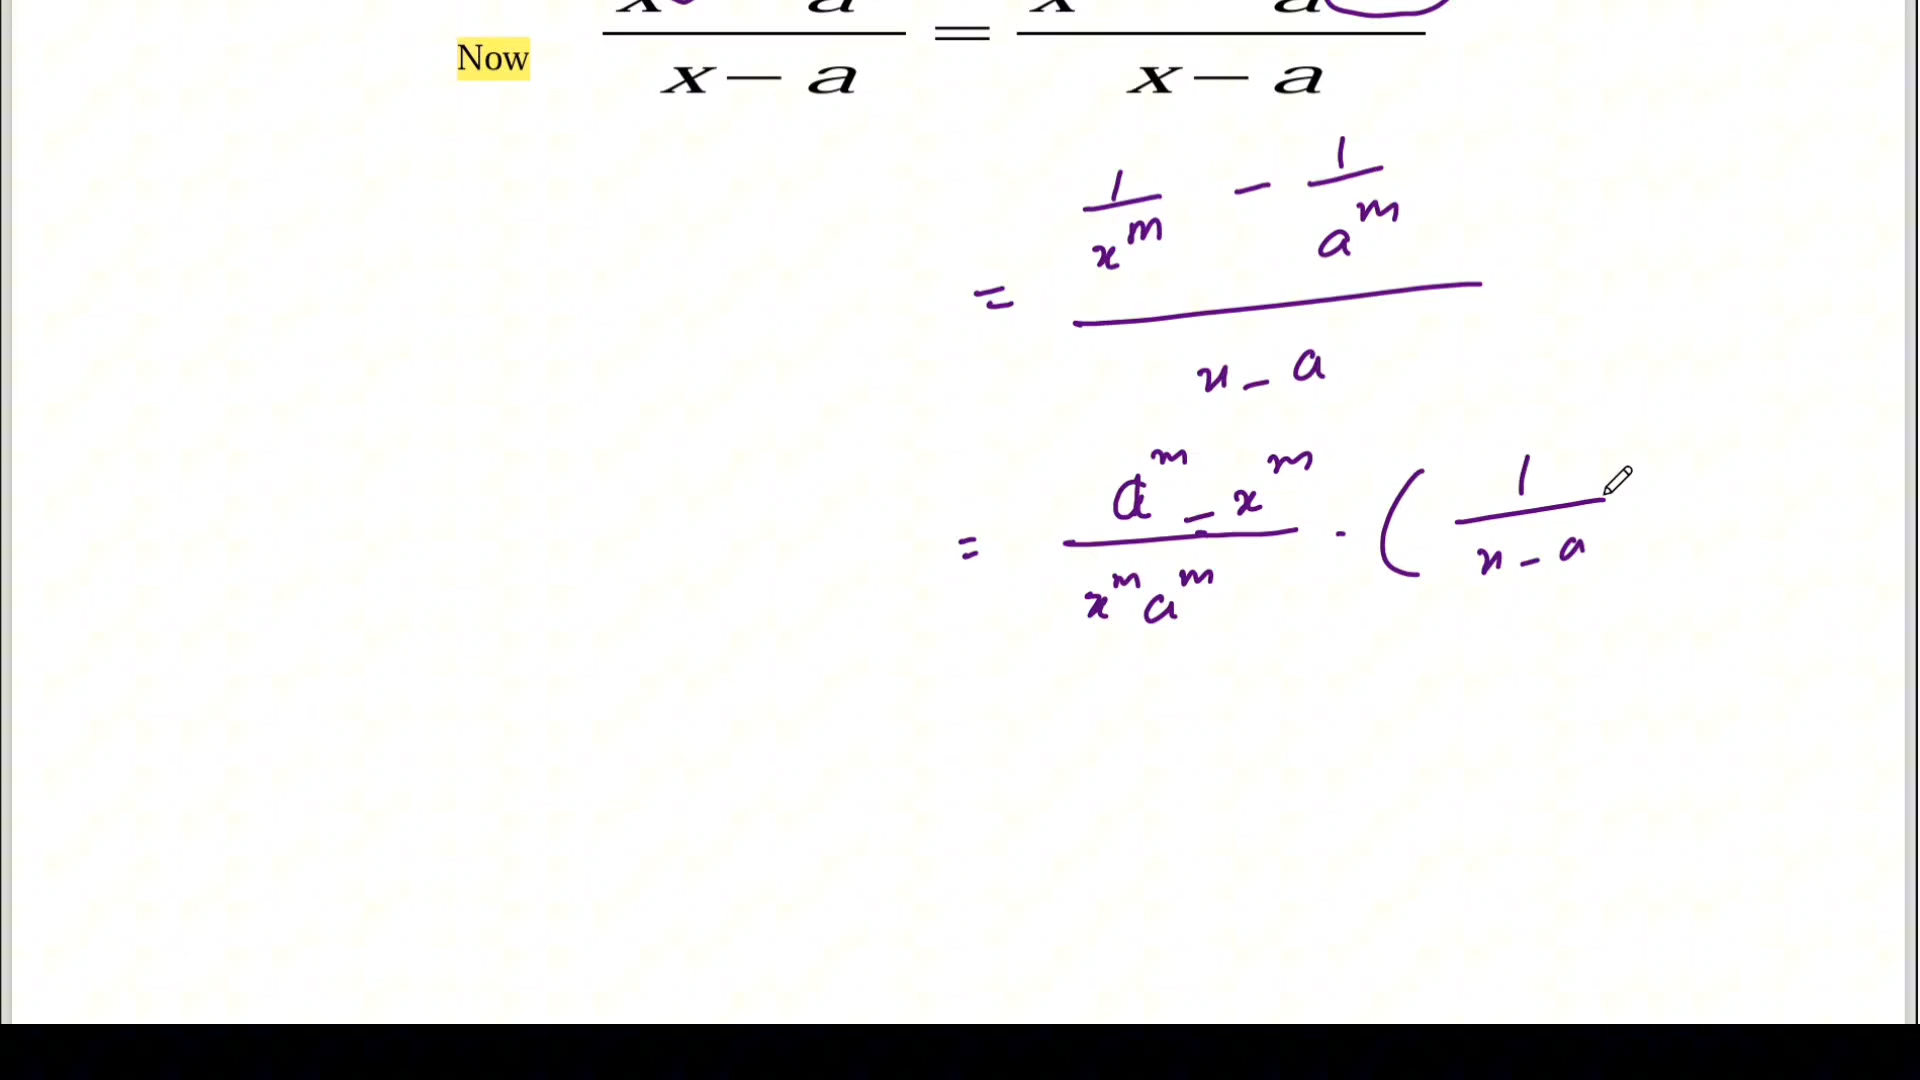 Now x - a / x - a = x - a / x - a
= (1/x^m - 1/a^m) / x - a
= a^m - x^m / x^m a^m · ( 1 / x - a